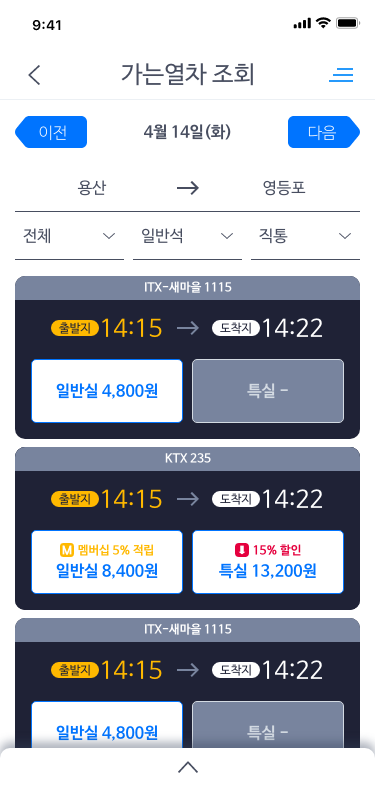 9:41
가는열차 조회
이전 4월 14일(화) 다음
용산 영등포
전체 일반석 직통
ITX-새마을 1115
출발지 14:15 도착지 14:22
일반실 4,800원 특실 -
KTX 235
출발지 14:15 도착지 14:22
M 멤버십 5% 적립 15% 할인
일반실 8,400원 특실 13,200원
ITX-새마을 1115
출발지 14:15 도착지 14:22
일반실 4,800원 특실 -